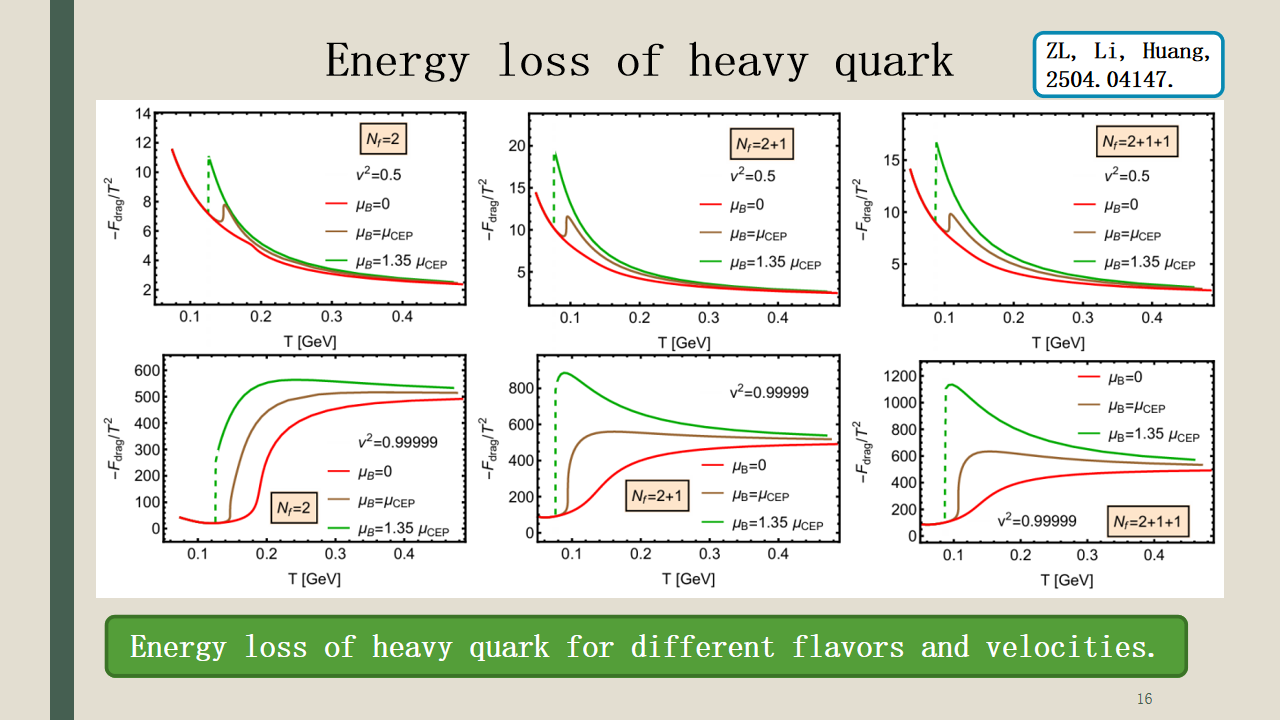 Energy loss of heavy quark
ZL, Li, Huang,
2504.04147.
14
12
10
8
6
4
2
−F_drag/T²
N_f=2
v²=0.5
μ_B=0
μ_B=μ_CEP
μ_B=1.35 μ_CEP
0.1 0.2 0.3 0.4
T [GeV]
20
15
10
5
−F_drag/T²
N_f=2+1
v²=0.5
μ_B=0
μ_B=μ_CEP
μ_B=1.35 μ_CEP
0.1 0.2 0.3 0.4
T [GeV]
15
10
5
−F_drag/T²
N_f=2+1+1
v²=0.5
μ_B=0
μ_B=μ_CEP
μ_B=1.35 μ_CEP
0.1 0.2 0.3 0.4
T [GeV]
600
500
400
300
200
100
0
−F_drag/T²
v²=0.99999
μ_B=0
N_f=2
μ_B=μ_CEP
μ_B=1.35 μ_CEP
0.1 0.2 0.3 0.4
T [GeV]
800
600
400
200
0
−F_drag/T²
v²=0.99999
μ_B=0
N_f=2+1
μ_B=μ_CEP
μ_B=1.35 μ_CEP
0.1 0.2 0.3 0.4
T [GeV]
1200
1000
800
600
400
200
0
−F_drag/T²
μ_B=0
μ_B=μ_CEP
μ_B=1.35 μ_CEP
v²=0.99999
N_f=2+1+1
0.1 0.2 0.3 0.4
T [GeV]
Energy loss of heavy quark for different flavors and velocities.
16